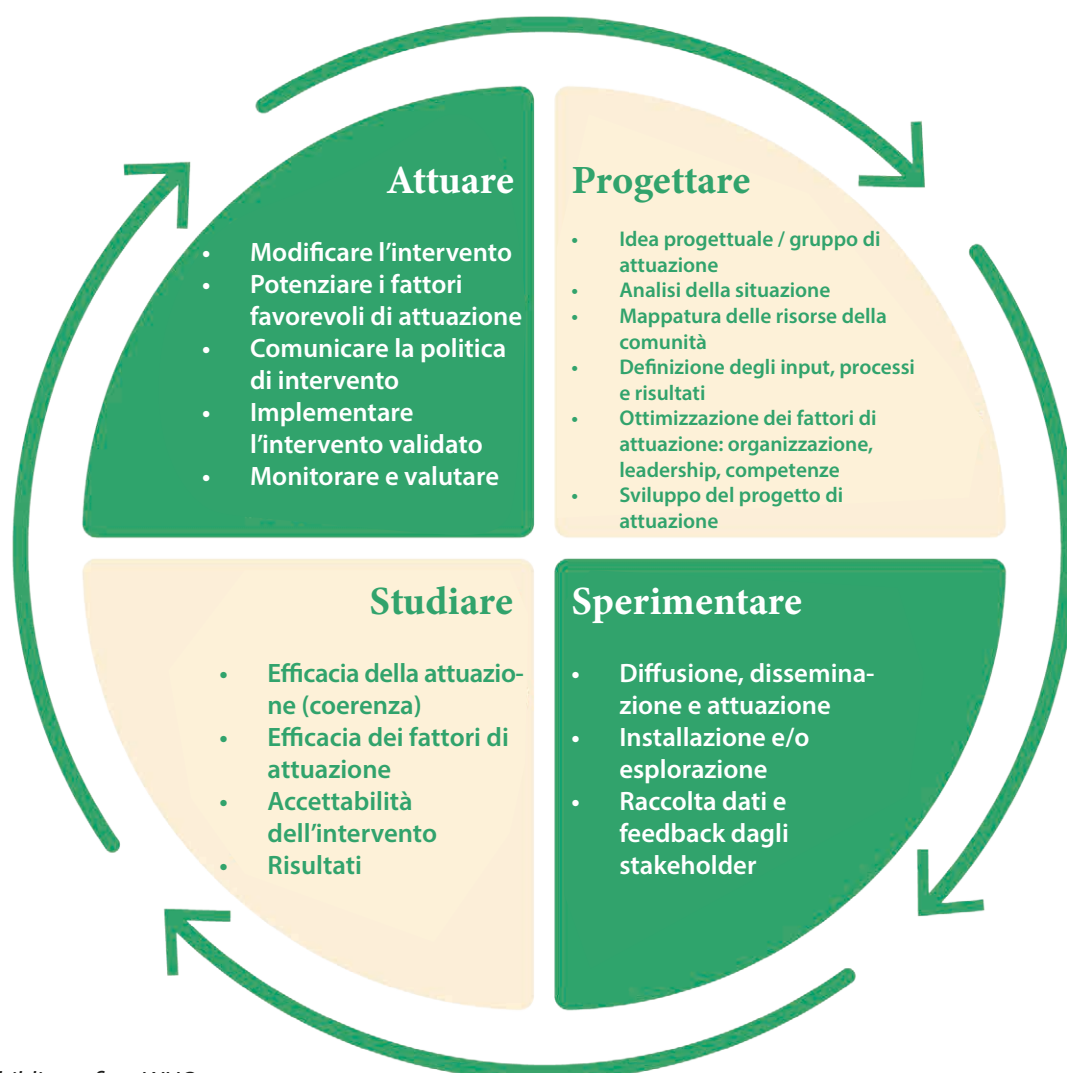 Attuare
• Modificare l'intervento
• Potenziare i fattori
favorevoli di attuazione
• Comunicare la politica
di intervento
• Implementare
l'intervento validato
• Monitorare e valutare
Progettare
• Idea progettuale / gruppo di
attuazione
• Analisi della situazione
• Mappatura delle risorse della
comunità
• Definizione degli input, processi
e risultati
• Ottimizzazione dei fattori di
attuazione: organizzazione,
leadership, competenze
• Sviluppo del progetto di
attuazione
Studiare
• Efficacia della attuazio-
ne (coerenza)
• Efficacia dei fattori di
attuazione
• Accettabilità
dell'intervento
• Risultati
Sperimentare
• Diffusione, dissemina-
zione e attuazione
• Installazione e/o
esplorazione
• Raccolta dati e
feedback dagli
stakeholder